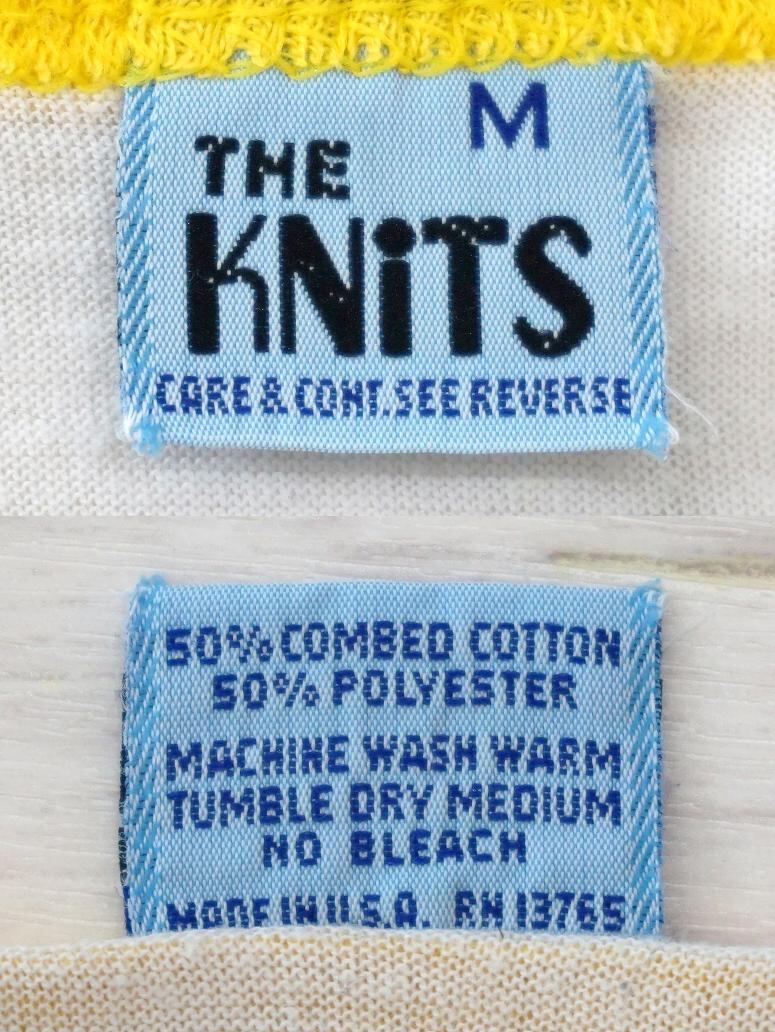 M
THE
KNiTS
CARE & CONT. SEE REVERSE
50% COMBED COTTON
50% POLYESTER
MACHINE WASH WARM
TUMBLE DRY MEDIUM
NO BLEACH
MADE IN U.S.A. RN 13765